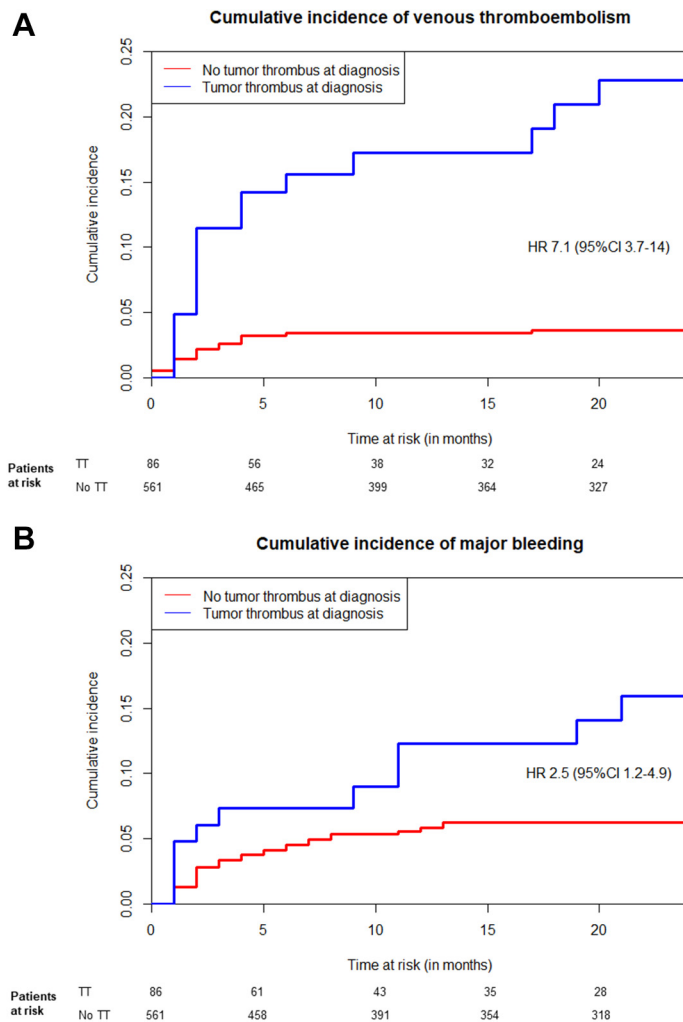 A
Cumulative incidence of venous thromboembolism
No tumor thrombus at diagnosis
Tumor thrombus at diagnosis
Cumulative incidence
0.25
0.20
0.15
0.10
0.05
0.00
HR 7.1 (95%CI 3.7-14)
0 5 10 15 20
Time at risk (in months)
Patients at risk
TT 86 56 38 32 24
No TT 561 465 399 364 327
B
Cumulative incidence of major bleeding
No tumor thrombus at diagnosis
Tumor thrombus at diagnosis
Cumulative incidence
0.25
0.20
0.15
0.10
0.05
0.00
HR 2.5 (95%CI 1.2-4.9)
0 5 10 15 20
Time at risk (in months)
Patients at risk
TT 86 61 43 35 28
No TT 561 458 391 354 318